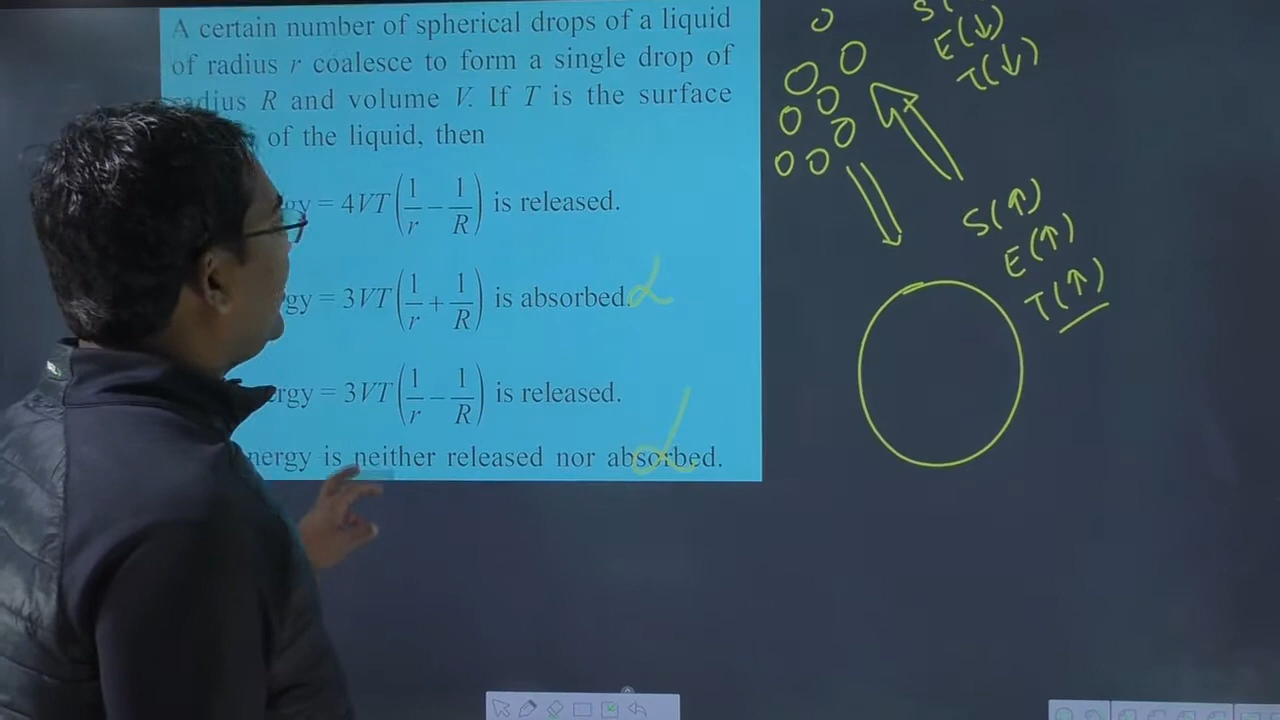 A certain number of spherical drops of a liquid
of radius r coalesce to form a single drop of
radius R and volume V. If T is the surface
of the liquid, then
= 4VT(1/r − 1/R) is released.
= 3VT(1/r + 1/R) is absorbed.
= 3VT(1/r − 1/R) is released.
nergy is neither released nor absorbed.
E(↓)
T(↓)
S(↑)
E(↑)
T(↑)